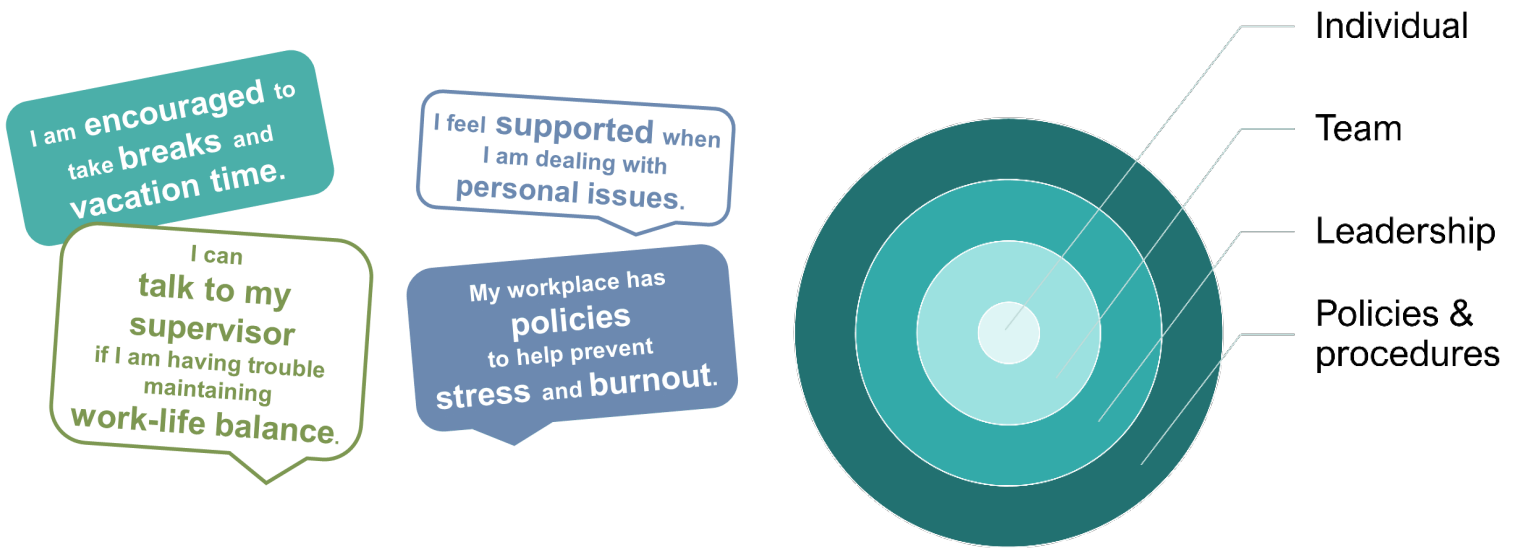 I am encouraged to
take breaks and
vacation time.
I feel supported when
I am dealing with
personal issues.
I can
talk to my
supervisor
if I am having trouble
maintaining
work-life balance.
My workplace has
policies
to help prevent
stress and burnout.
Individual
Team
Leadership
Policies &
procedures